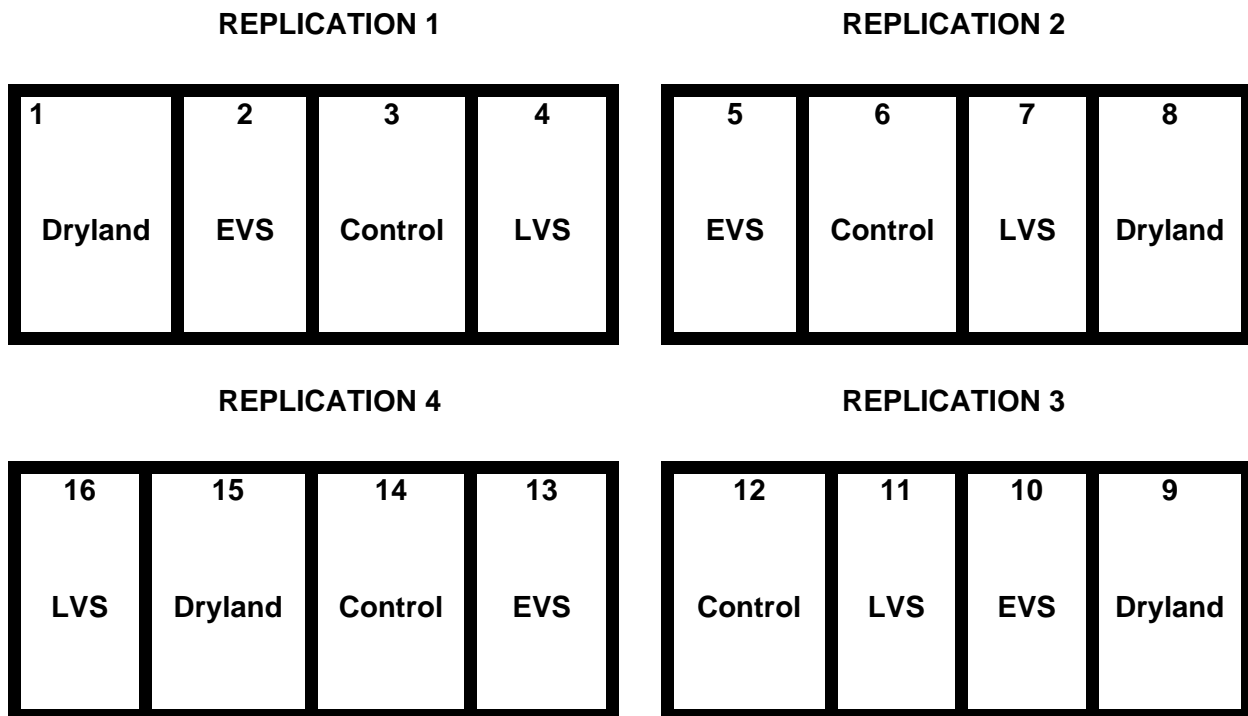 REPLICATION 1 REPLICATION 2
1 2 3 4 5 6 7 8
Dryland EVS Control LVS EVS Control LVS Dryland
REPLICATION 4 REPLICATION 3
16 15 14 13 12 11 10 9
LVS Dryland Control EVS Control LVS EVS Dryland